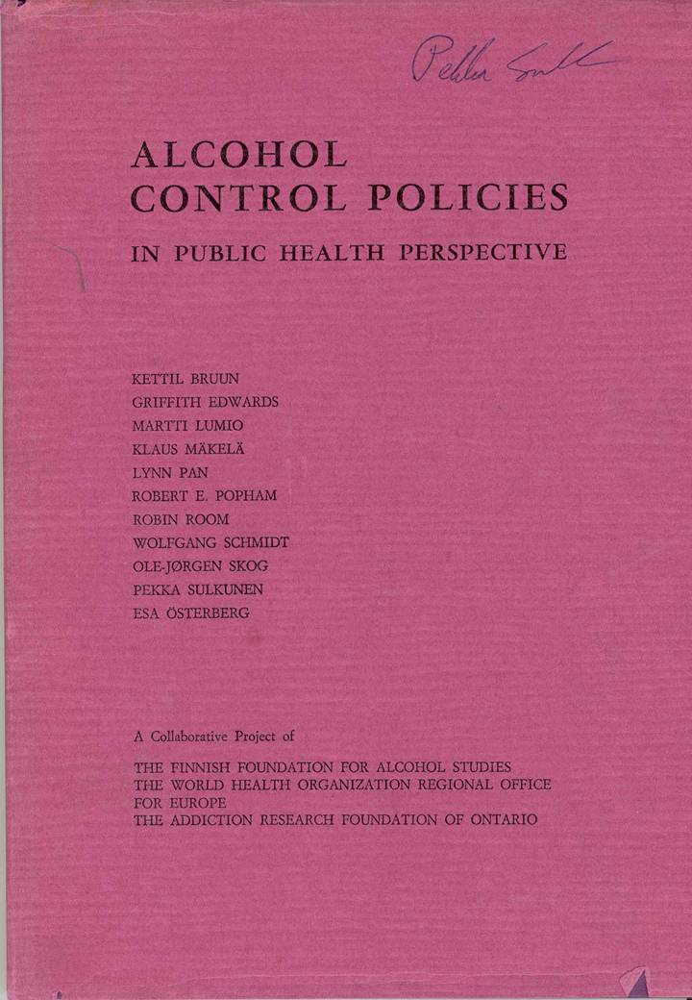 Pekka
ALCOHOL
CONTROL POLICIES
IN PUBLIC HEALTH PERSPECTIVE
KETTIL BRUUN
GRIFFITH EDWARDS
MARTTI LUMIO
KLAUS MÄKELÄ
LYNN PAN
ROBERT E. POPHAM
ROBIN ROOM
WOLFGANG SCHMIDT
OLE-JØRGEN SKOG
PEKKA SULKUNEN
ESA ÖSTERBERG
A Collaborative Project of
THE FINNISH FOUNDATION FOR ALCOHOL STUDIES
THE WORLD HEALTH ORGANIZATION REGIONAL OFFICE
FOR EUROPE
THE ADDICTION RESEARCH FOUNDATION OF ONTARIO